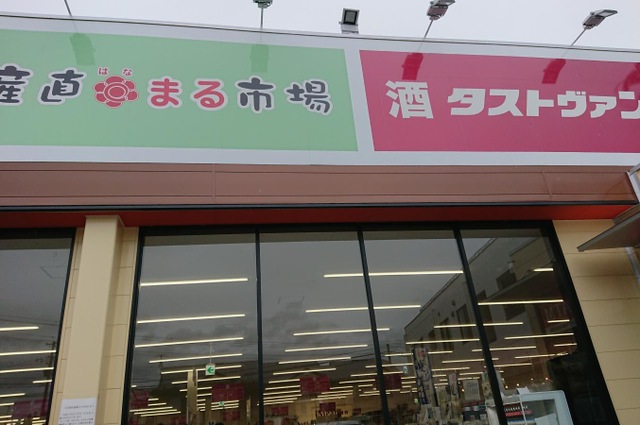 産直はなまる市場
酒 タストヴァン